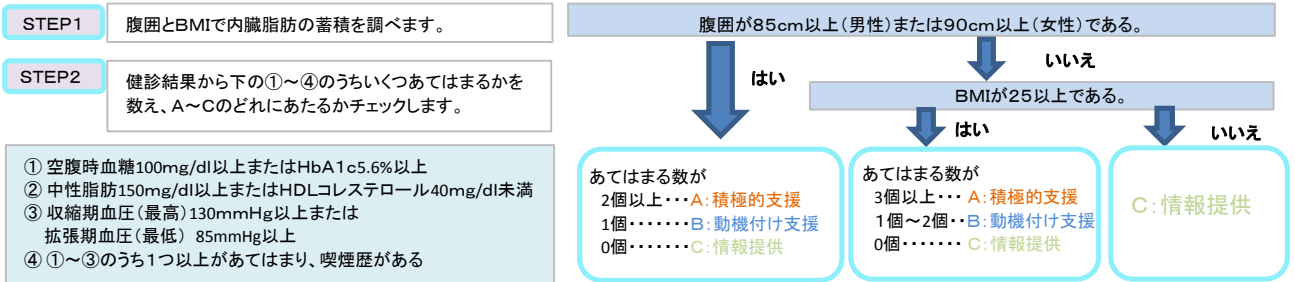 STEP1
腹囲とBMIで内臓脂肪の蓄積を調べます。
STEP2
健診結果から下の①～④のうちいくつあてはまるかを
数え、A～Cのどれにあたるかチェックします。
① 空腹時血糖100mg/dl以上またはHbA1c5.6%以上
② 中性脂肪150mg/dl以上またはHDLコレステロール40mg/dl未満
③ 収縮期血圧（最高）130mmHg以上または
拡張期血圧（最低） 85mmHg以上
④ ①～③のうち1つ以上があてはまり、喫煙歴がある
腹囲が85cm以上（男性）または90cm以上（女性）である。
はい
いいえ
BMIが25以上である。
はい
いいえ
あてはまる数が
2個以上･･･A：積極的支援
1個･･･････B：動機付け支援
0個･･･････C：情報提供
あてはまる数が
3個以上･･･A：積極的支援
1個～2個･･B：動機付け支援
0個･･･････ C：情報提供
C：情報提供